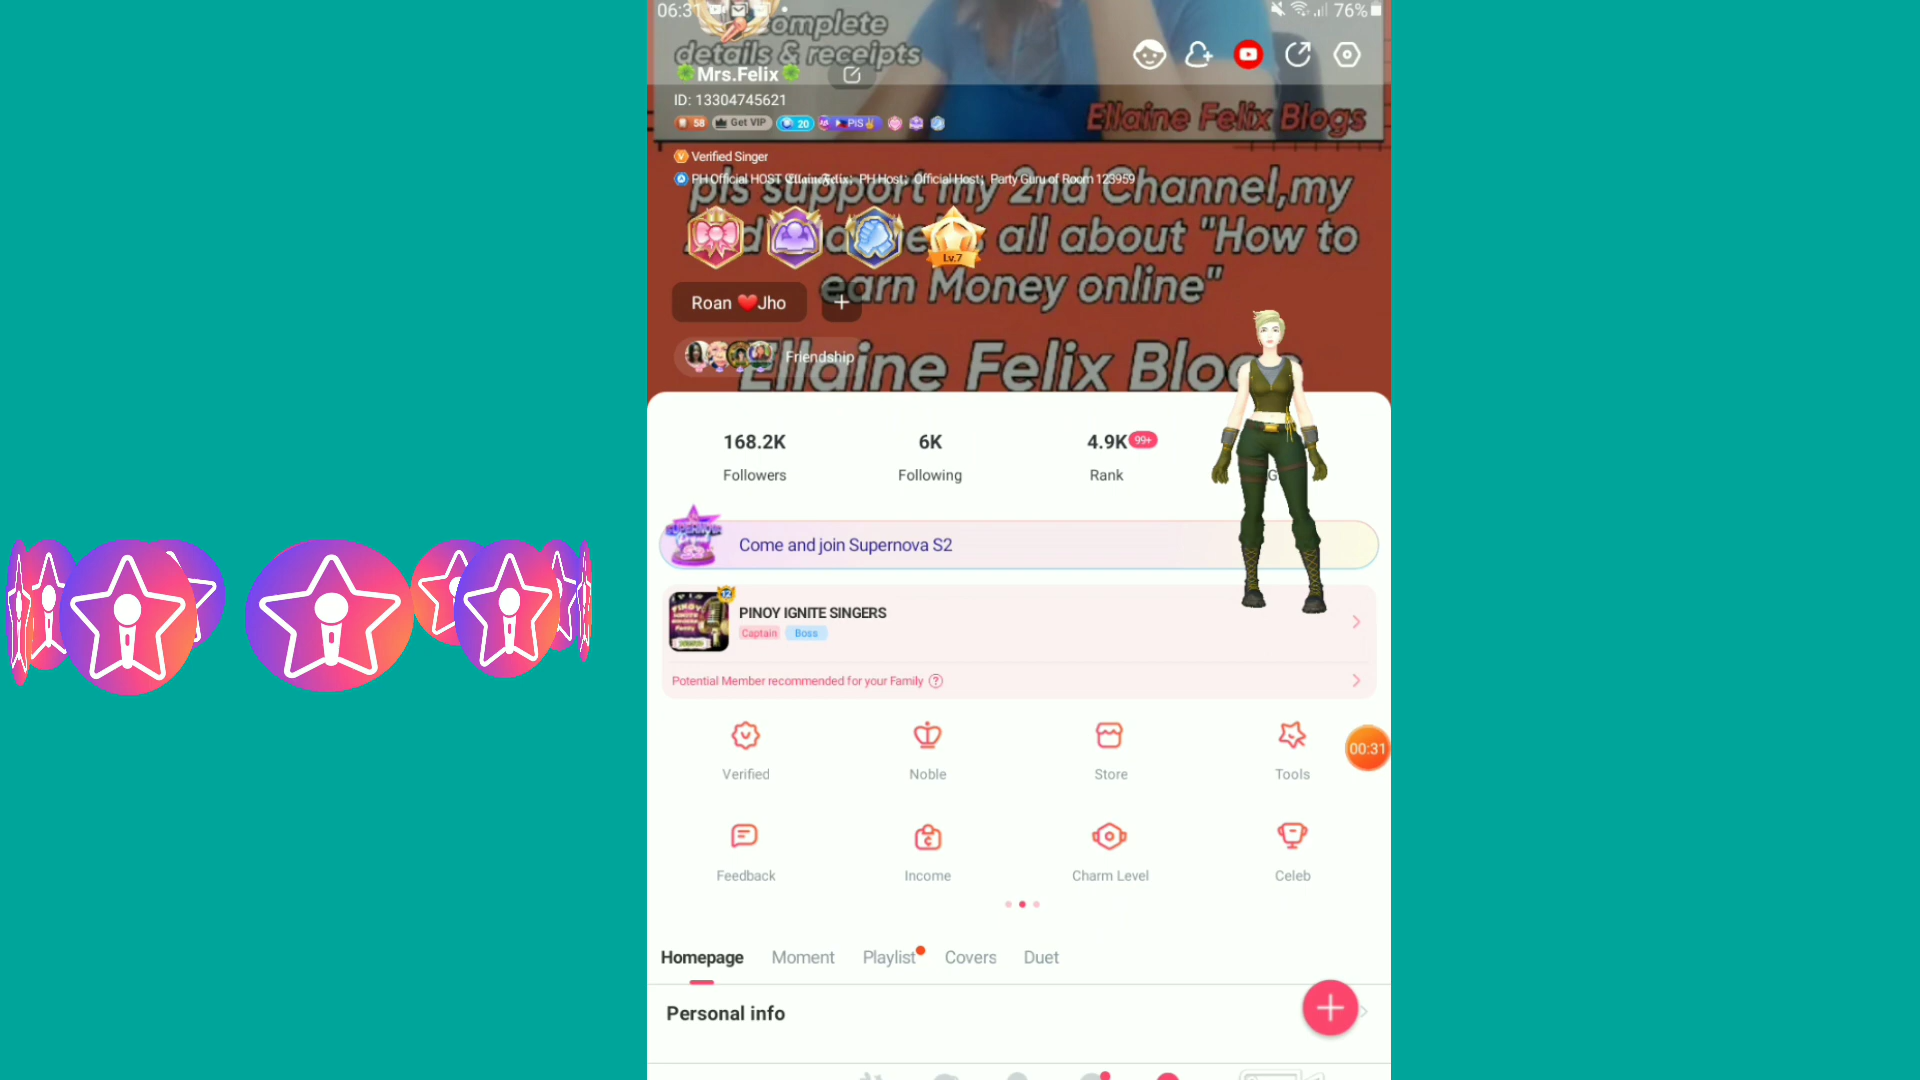 06:31
76%
complete
details & receipts
Mrs.Felix
ID: 13304745621
58
Get VIP
20
PiS
Ellaine Felix Blogs
Verified Singer
PH Official HOST EllaineFelix; PH Host; Official Host; Party Guru of Room 123959
pls support my 2nd Channel,my
all about "How to
earn Money online"
Lv.7
Roan ❤️Jho
+
Friendship
Ellaine Felix Blo
168.2K
Followers
6K
Following
4.9K
99+
Rank
G
SUPERNOVA
S2
Come and join Supernova S2
PINOY IGNITE SINGERS
Captain
Boss
Potential Member recommended for your Family ?
Verified
Noble
Store
Tools
00:31
Feedback
Income
Charm Level
Celeb
Homepage
Moment
Playlist
Covers
Duet
Personal info